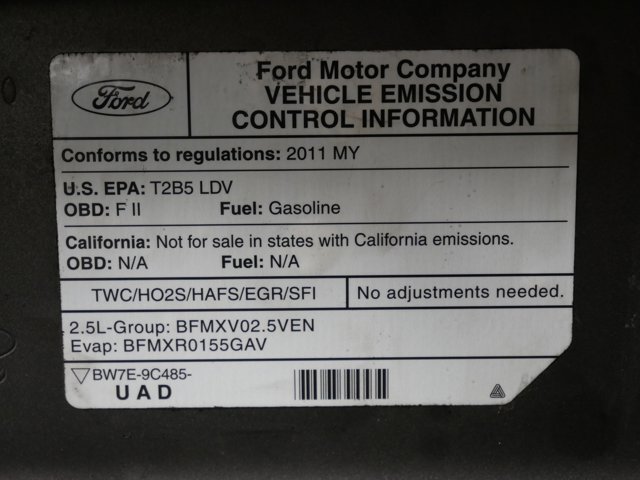 Ford
Ford Motor Company
VEHICLE EMISSION
CONTROL INFORMATION
Conforms to regulations: 2011 MY
U.S. EPA: T2B5 LDV
OBD: F II Fuel: Gasoline
California: Not for sale in states with California emissions.
OBD: N/A Fuel: N/A
TWC/HO2S/HAFS/EGR/SFI No adjustments needed.
2.5L-Group: BFMXV02.5VEN
Evap: BFMXR0155GAV
BW7E-9C485-
UAD